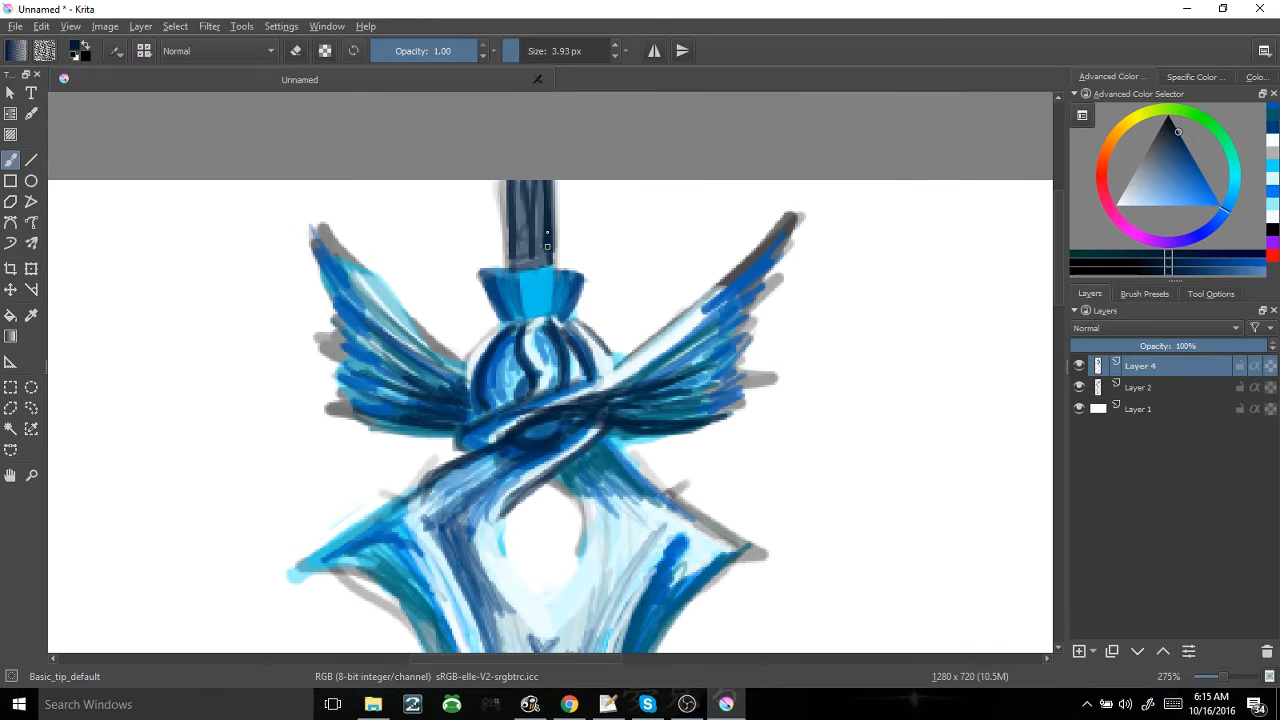 Unnamed * - Krita
File Edit View Image Layer Select Filter Tools Settings Window Help
Normal Opacity: 1.00 Size: 3.93 px
T...
Unnamed
Advanced Color ... Specific Color ... Colo...
Advanced Color Selector
Layers Brush Presets Tool Options
Layers
Normal
Opacity: 100%
Layer 4
Layer 2
Layer 1
Basic_tip_default RGB (8-bit integer/channel) sRGB-elle-V2-srgbtrc.icc 1280 x 720 (10.5M) 275%
Search Windows
6:15 AM
10/16/2016
34